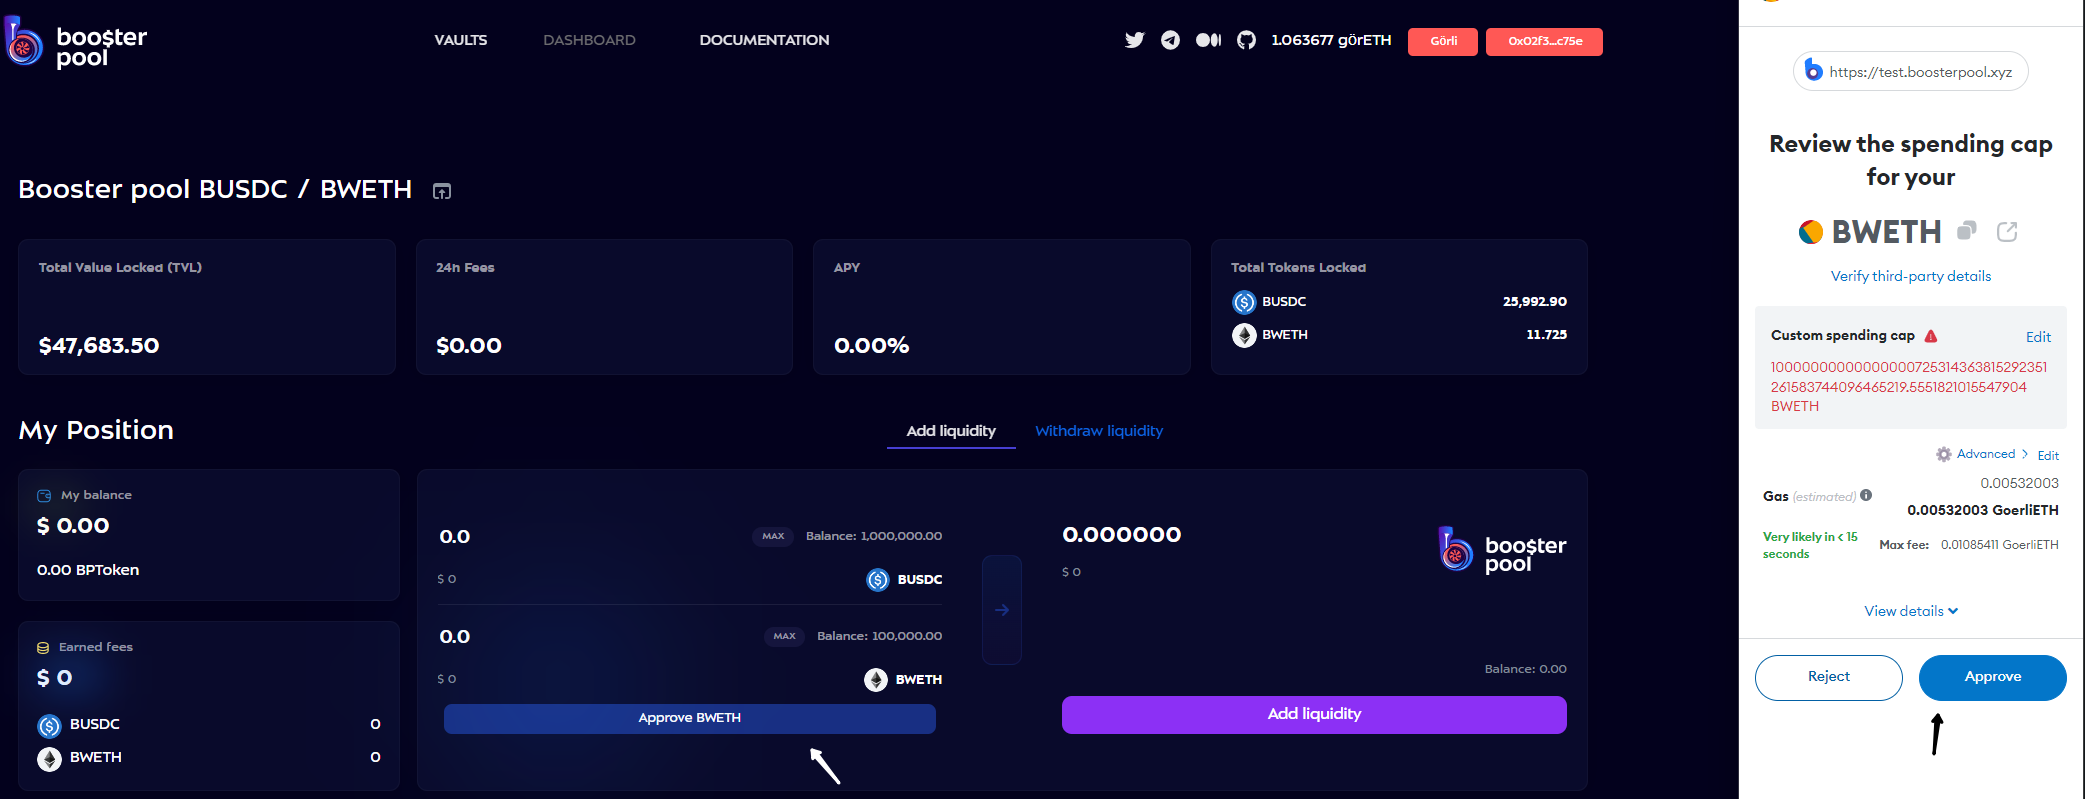 boo$ter
pool
VAULTS
DASHBOARD
DOCUMENTATION
1.063677 görETH
Görli
0x02f3...c75e
Booster pool BUSDC / BWETH
Total Value Locked (TVL)
$47,683.50
24h Fees
$0.00
APY
0.00%
Total Tokens Locked
BUSDC 25,992.90
BWETH 11.725
My Position
Add liquidity
Withdraw liquidity
My balance
$ 0.00
0.00 BPToken
Earned fees
$ 0
BUSDC 0
BWETH 0
0.0 MAX Balance: 1,000,000.00
$ 0 BUSDC
0.0 MAX Balance: 100,000.00
$ 0 BWETH
Approve BWETH
0.000000
$ 0
boo$ter
pool
Balance: 0.00
Add liquidity
https://test.boosterpool.xyz
Review the spending cap
for your
BWETH
Verify third-party details
Custom spending cap Edit
10000000000000000725314363815292351
261583744096465219.5551821015547904
BWETH
Advanced > Edit
0.00532003
Gas (estimated) 0.00532003 GoerliETH
Very likely in < 15
seconds
Max fee: 0.01085411 GoerliETH
View details
Reject
Approve